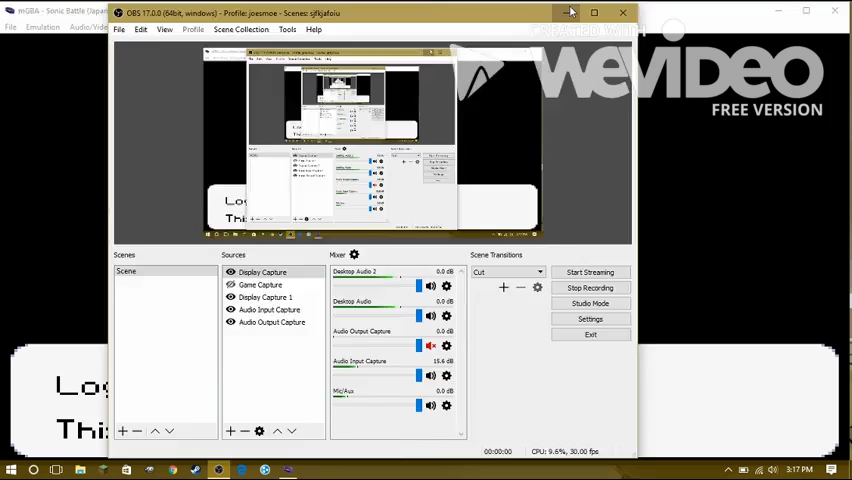 mGBA - Sonic Battle (Japan
File Emulation Audio/Video
OBS 17.0.0 (64bit, windows) - Profile: joesmoe - Scenes: sjfkjafoiu
File Edit View Profile Scene Collection Tools Help
CREATED WITH
WEVIDEO
FREE VERSION
Scenes
Scene
Sources
Display Capture
Game Capture
Display Capture 1
Audio Input Capture
Audio Output Capture
Mixer
Desktop Audio 2 0.0 dB
Desktop Audio 0.0 dB
Audio Output Capture 0.0 dB
Audio Input Capture 15.6 dB
Mic/Aux 0.0 dB
Scene Transitions
Cut
Start Streaming
Stop Recording
Studio Mode
Settings
Exit
00:00:00 CPU: 9.6%, 30.00 fps
Log
This
3:17 PM